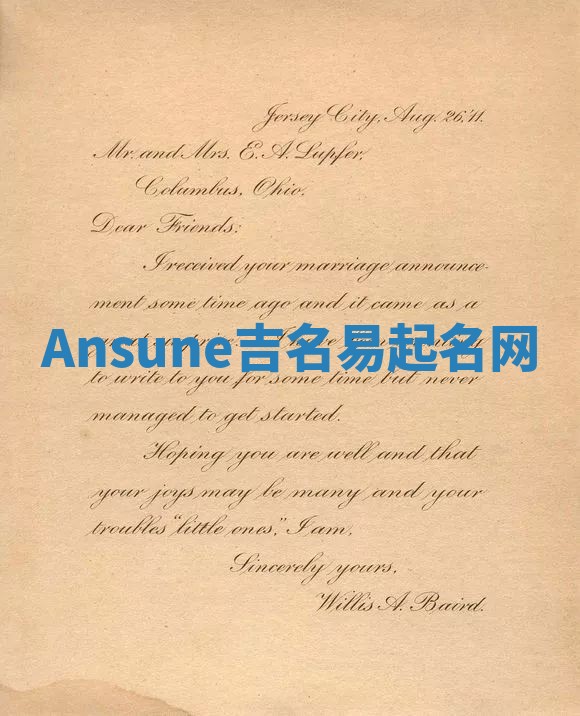 Jersey City, Aug. 26,'11.
Mr. and Mrs. E. A. Lupfer,
Columbus, Ohio.
Dear Friends:
I received your marriage announce-
ment some time ago and it came as a
Ansune吉名易起名网
to write to you for some time but never
managed to get started.
Hoping you are well and that
your joys may be many and your
troubles "little ones," I am,
Sincerely yours,
Willis A. Baird.